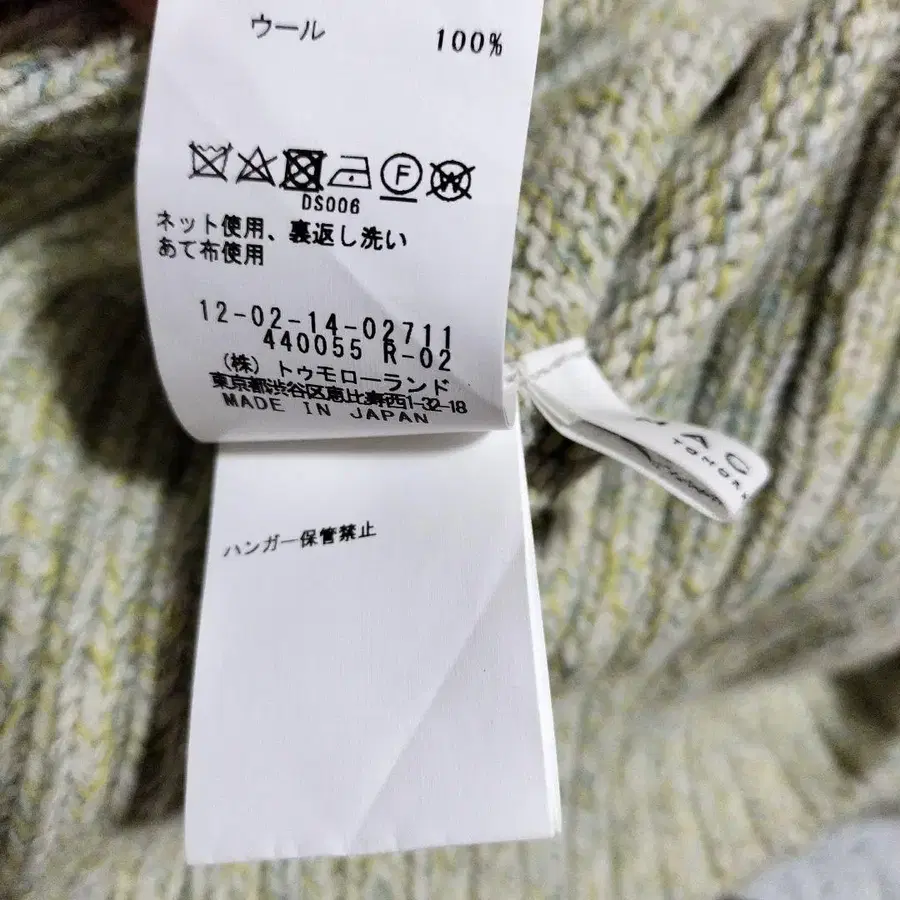 ウール 100%
F W
DS006
ネット使用、裏返し洗い
あて布使用
12-02-14-02711
440055 R-02
(株) トゥモローランド
東京都渋谷区恵比寿西1-32-18
MADE IN JAPAN
ハンガー保管禁止